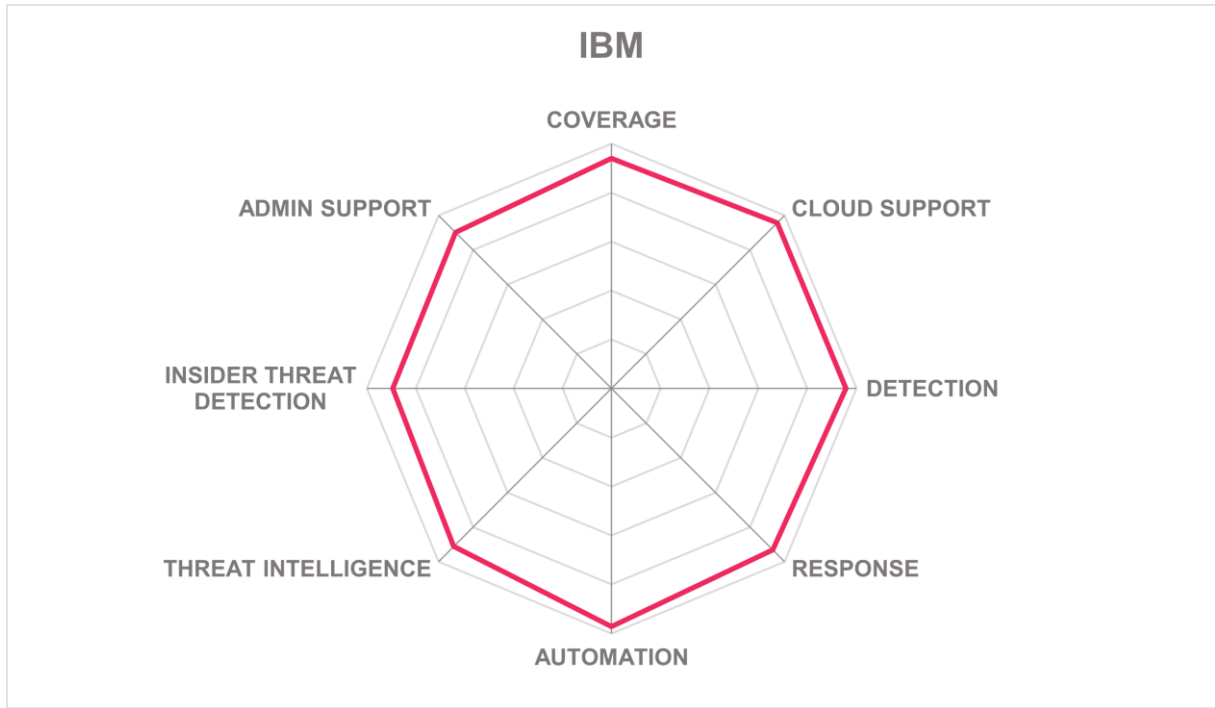 IBM
COVERAGE
ADMIN SUPPORT
CLOUD SUPPORT
INSIDER THREAT
DETECTION
DETECTION
THREAT INTELLIGENCE
RESPONSE
AUTOMATION